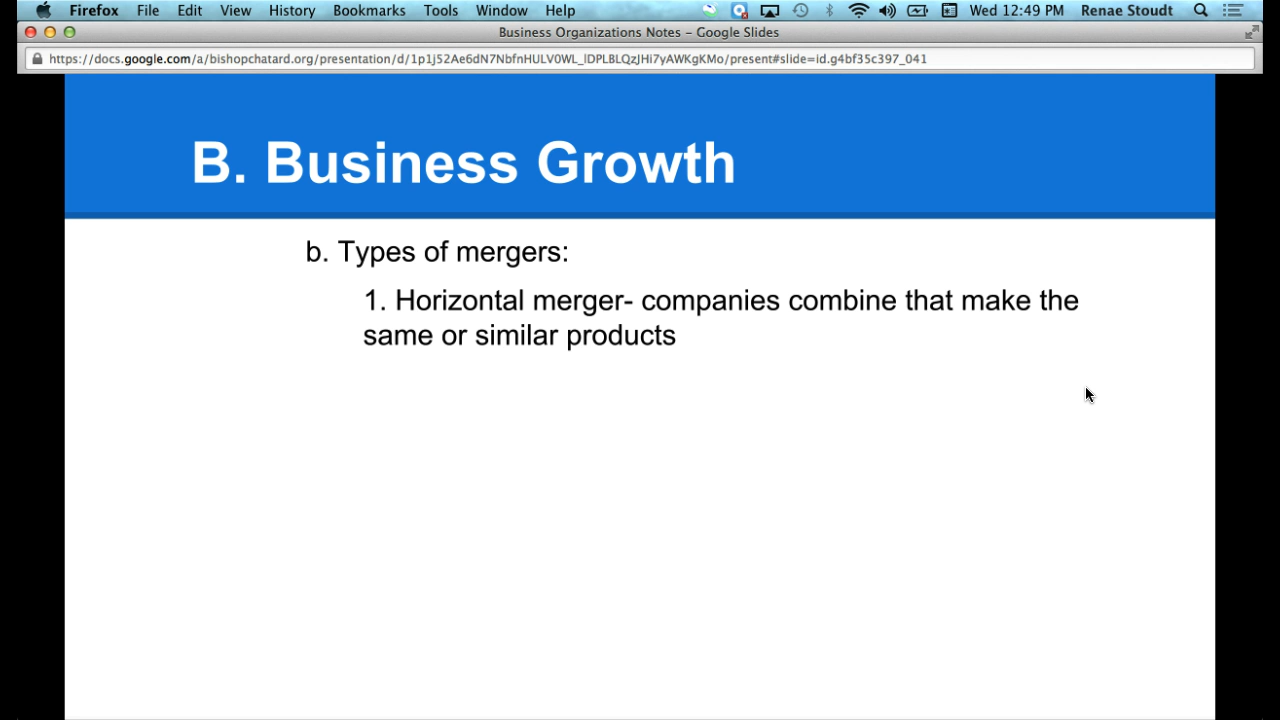 Firefox File Edit View History Bookmarks Tools Window Help Wed 12:49 PM Renae Stoudt
Business Organizations Notes – Google Slides
https://docs.google.com/a/bishopchatard.org/presentation/d/1p1j52Ae6dN7NbfnHULV0WL_lDPLBLQzJHi7yAWKgKMo/present#slide=id.g4bf35c397_041
B. Business Growth
b. Types of mergers:
1. Horizontal merger- companies combine that make the
same or similar products